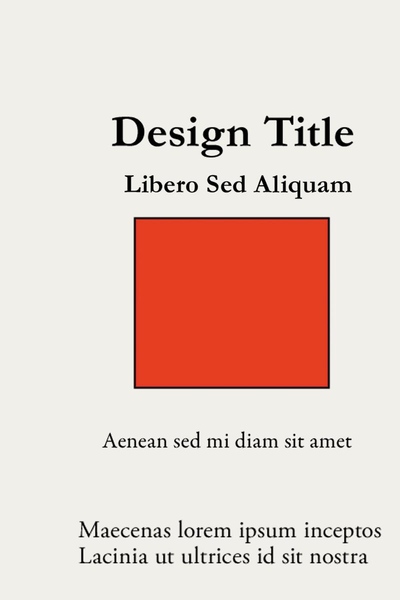 Design Title
Libero Sed Aliquam
Aenean sed mi diam sit amet
Maecenas lorem ipsum inceptos
Lacinia ut ultrices id sit nostra